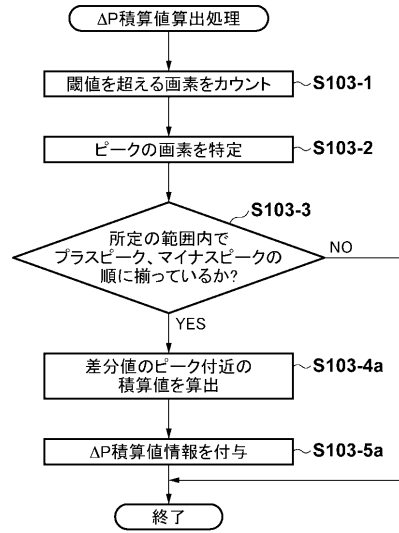 ΔP積算値算出処理
閾値を超える画素をカウント
S103-1
ピークの画素を特定
S103-2
S103-3
所定の範囲内で
プラスピーク、マイナスピークの
順に揃っているか?
NO
YES
差分値のピーク付近の
積算値を算出
S103-4a
ΔP積算値情報を付与
S103-5a
終了